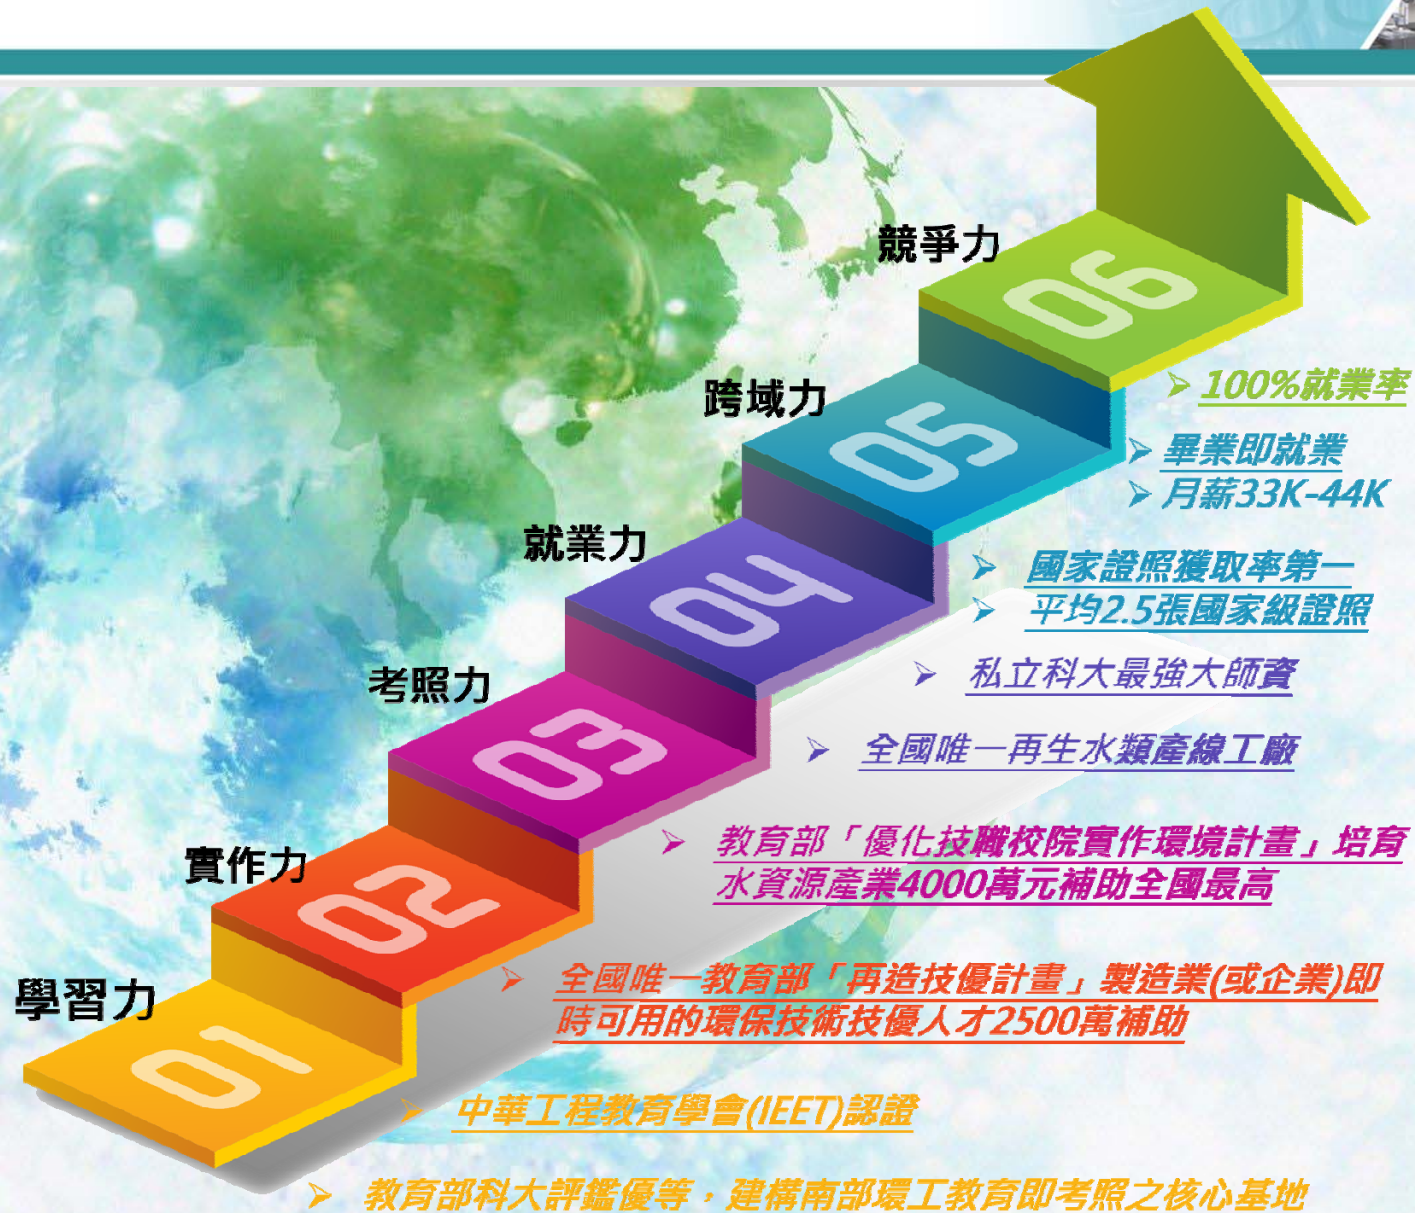 競爭力
06
➢ 100%就業率
跨域力
05
➢ 畢業即就業
➢ 月薪33K-44K
就業力
04
➢ 國家證照獲取率第一
➢ 平均2.5張國家級證照
➢ 私立科大最強大師資
考照力
03
➢ 全國唯一再生水類產線工廠
➢ 教育部「優化技職校院實作環境計畫」培育
水資源產業4000萬元補助全國最高
實作力
02
➢ 全國唯一教育部「再造技優計畫」製造業(或企業)即
時可用的環保技術技優人才2500萬補助
學習力
01
➢ 中華工程教育學會(IEET)認證
➢ 教育部科大評鑑優等，建構南部環工教育即考照之核心基地